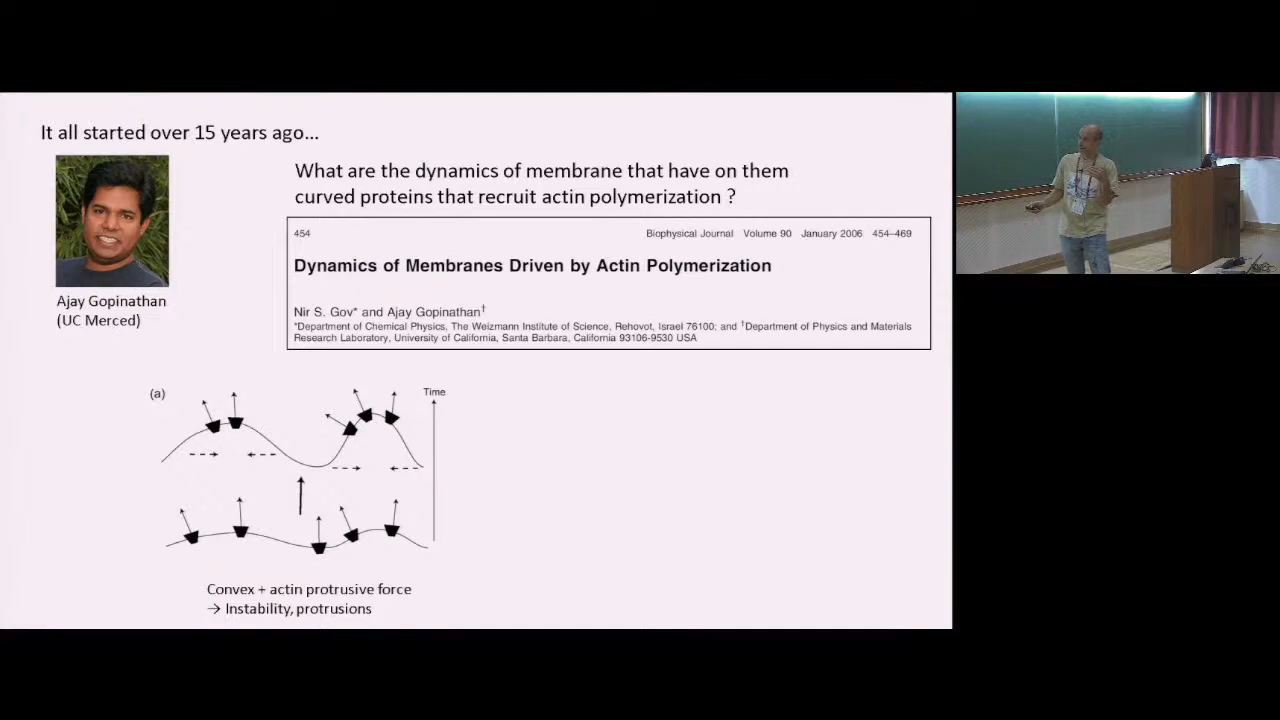 It all started over 15 years ago...
Ajay Gopinathan
(UC Merced)
What are the dynamics of membrane that have on them
curved proteins that recruit actin polymerization ?
454 Biophysical Journal Volume 90 January 2006 454–469
Dynamics of Membranes Driven by Actin Polymerization
Nir S. Gov* and Ajay Gopinathan†
*Department of Chemical Physics, The Weizmann Institute of Science, Rehovot, Israel 76100; and †Department of Physics and Materials
Research Laboratory, University of California, Santa Barbara, California 93106-9530 USA
(a)
Time
Convex + actin protrusive force
→ Instability, protrusions